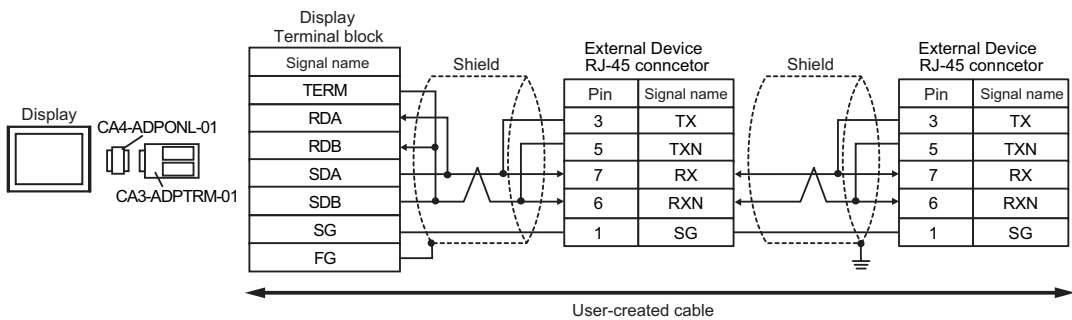 Display
Terminal block
Signal name
TERM
RDA
RDB
SDA
SDB
SG
FG
Display
CA4-ADPONL-01
CA3-ADPTRM-01
Shield
External Device
RJ-45 conncetor
Pin Signal name
3 TX
5 TXN
7 RX
6 RXN
1 SG
Shield
External Device
RJ-45 conncetor
Pin Signal name
3 TX
5 TXN
7 RX
6 RXN
1 SG
User-created cable